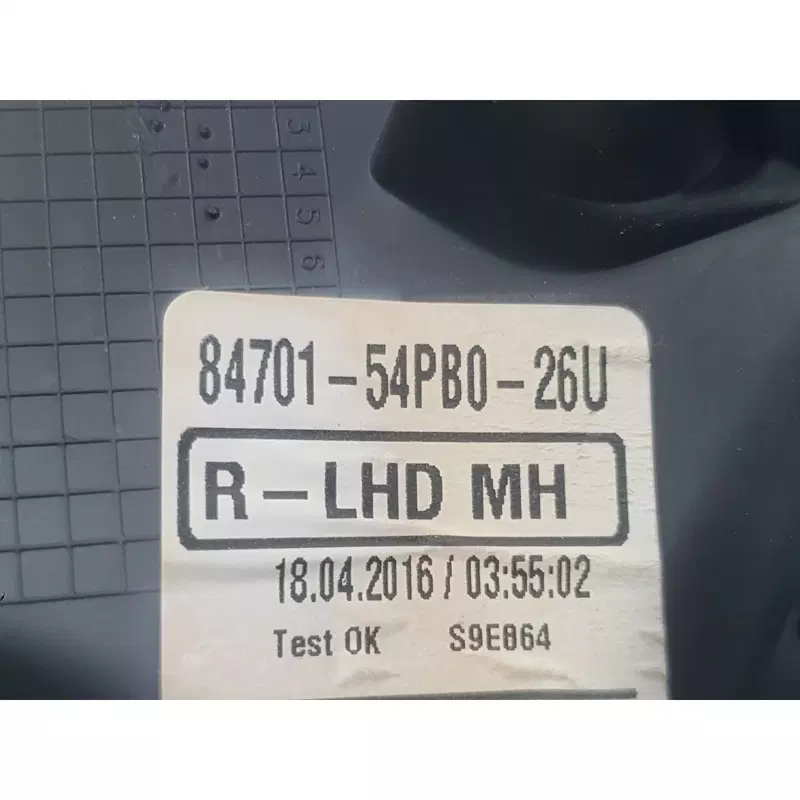 3
4
5
6
84701-54PB0-26U
R-LHD MH
18.04.2016 / 03:55:02
Test OK S9E864